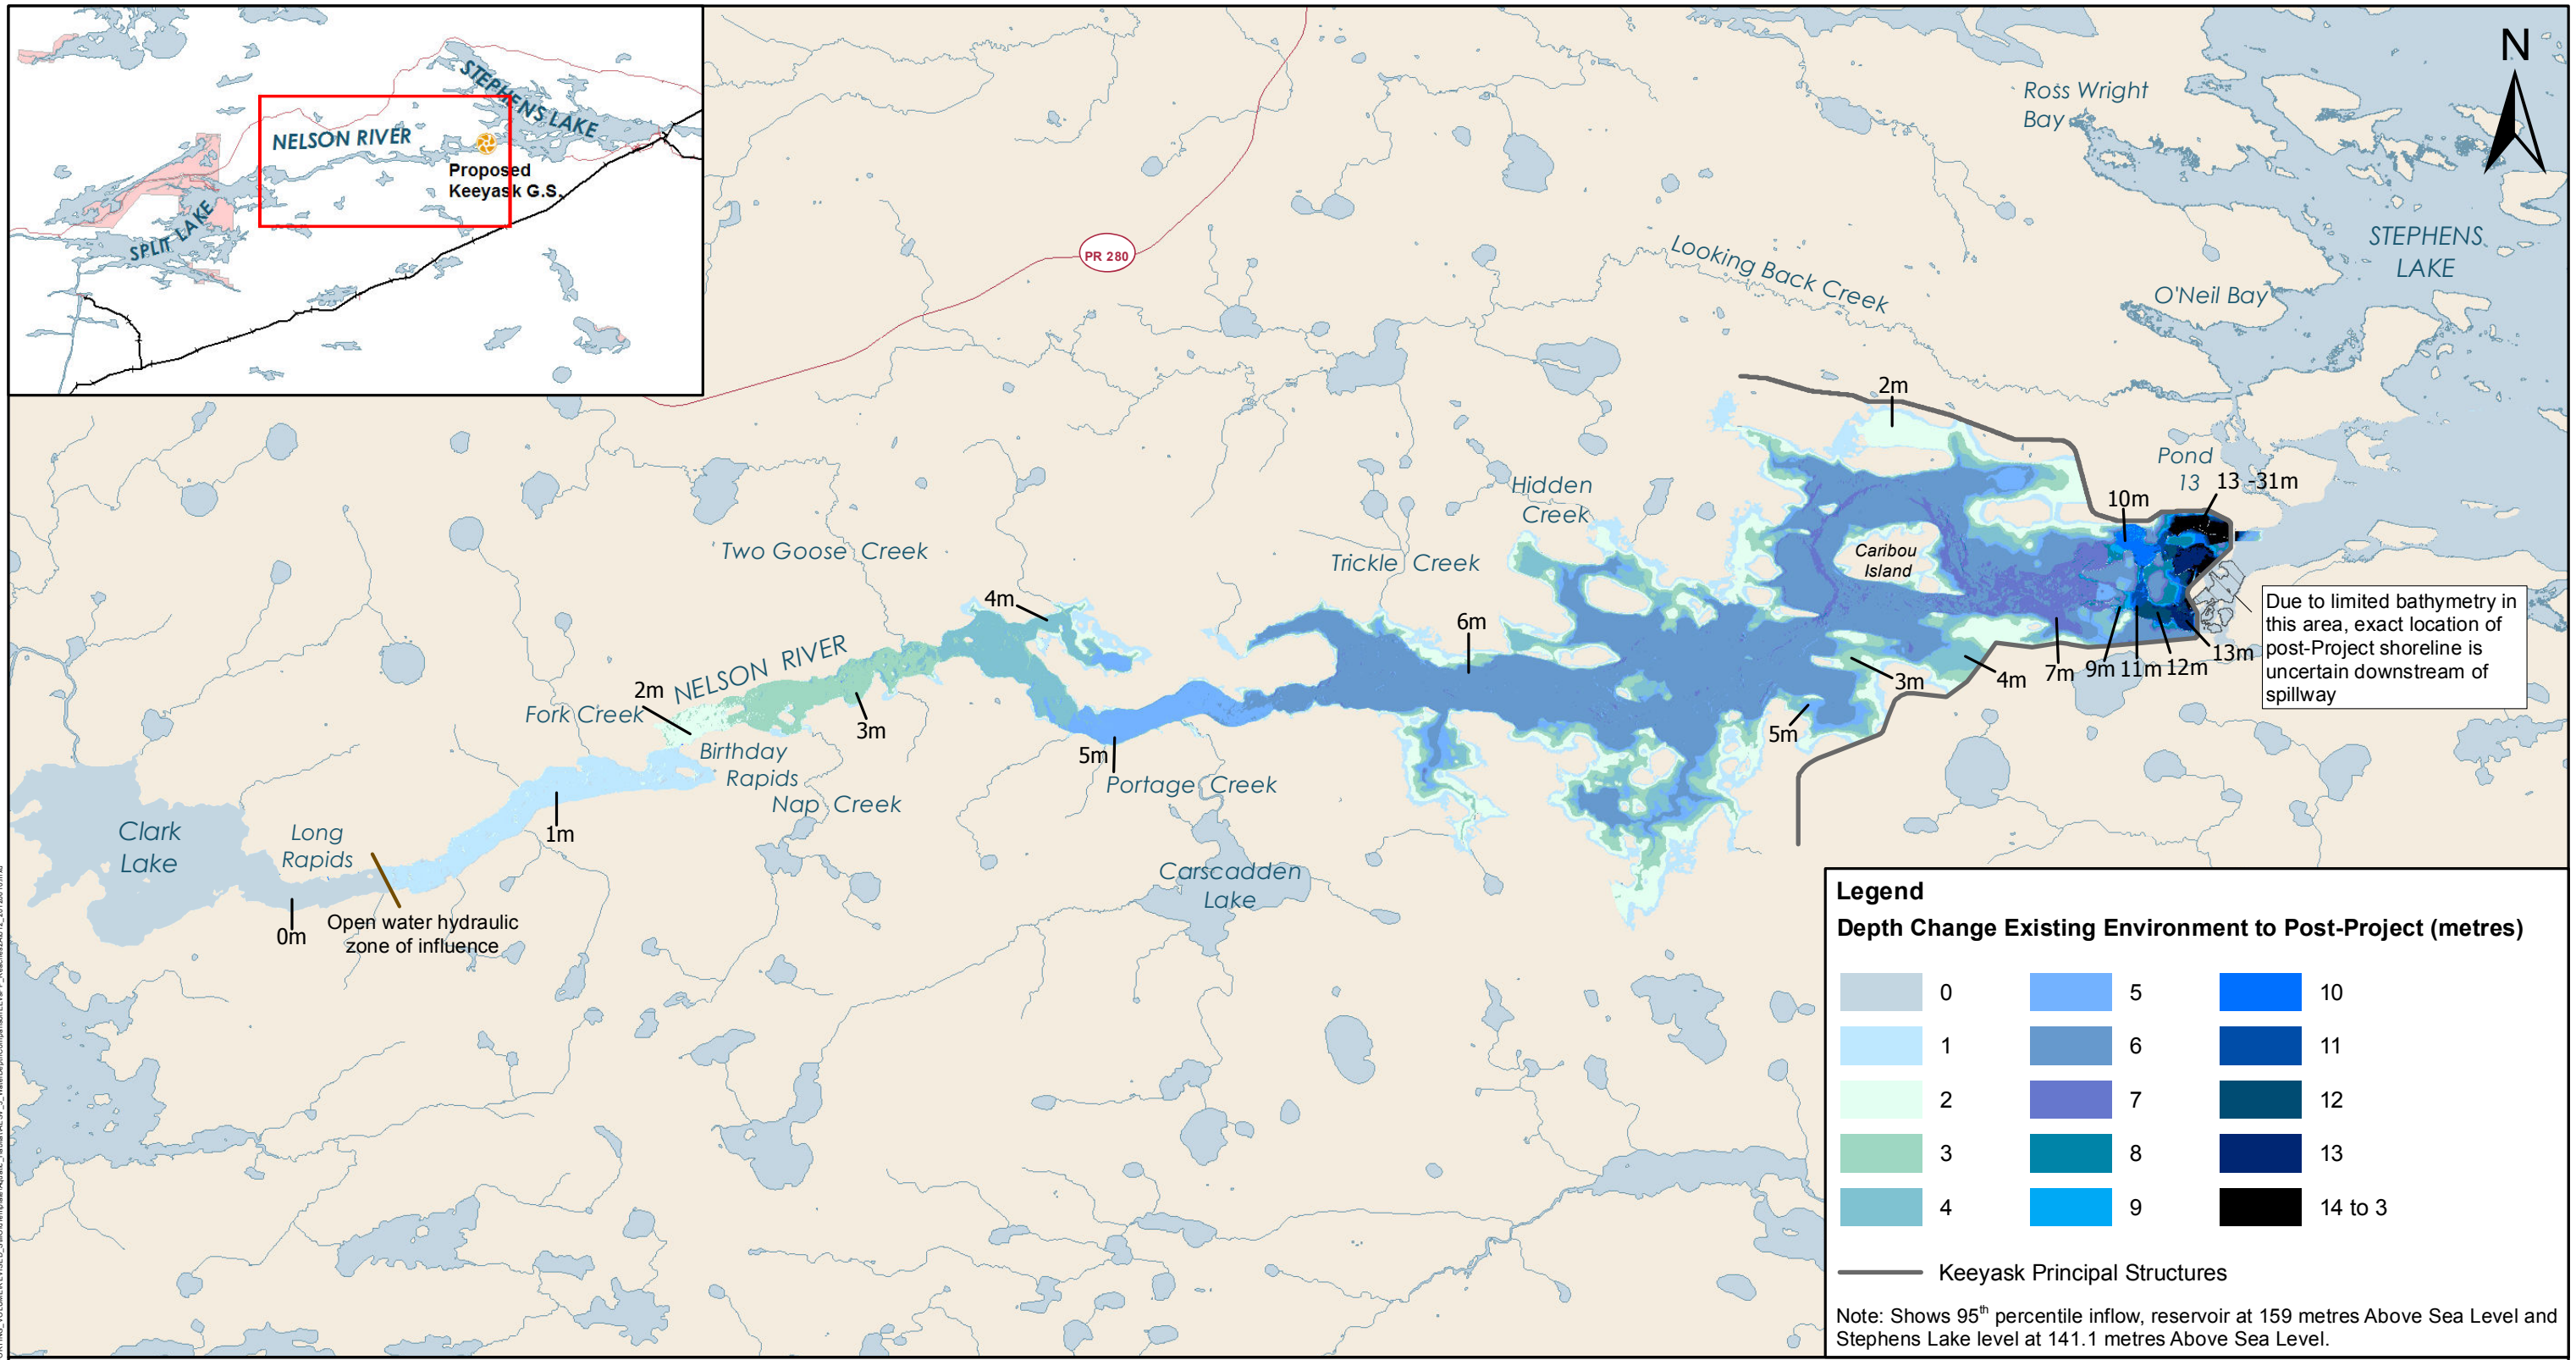 STEPHENS LAKE
NELSON RIVER
Proposed
Keeyask G.S.
SPLIT LAKE
N
Ross Wright
Bay
STEPHENS
LAKE
PR 280
Looking Back Creek
O'Neil Bay
2m
Pond
13
13 -31m
10m
Hidden
Creek
Two Goose Creek
Trickle Creek
Caribou
Island
4m
6m
Due to limited bathymetry in
this area, exact location of
post-Project shoreline is
uncertain downstream of
spillway
NELSON RIVER
2m
Fork Creek
3m
13m
7m
9m
11m
12m
4m
3m
5m
Birthday
Rapids
5m
Portage Creek
Nap Creek
1m
Clark
Lake
Long
Rapids
Carscadden
Lake
0m
Open water hydraulic
zone of influence
Legend
Depth Change Existing Environment to Post-Project (metres)
0
5
10
1
6
11
2
7
12
3
8
13
4
9
14 to 3
Keeyask Principal Structures
Note: Shows 95th percentile inflow, reservoir at 159 metres Above Sea Level and
Stephens Lake level at 141.1 metres Above Sea Level.